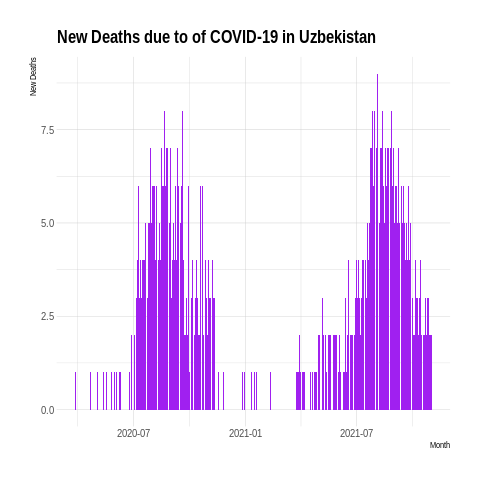 New Deaths due to of COVID-19 in Uzbekistan
New Deaths
7.5
5.0
2.5
0.0
2020-07
2021-01
2021-07
Month